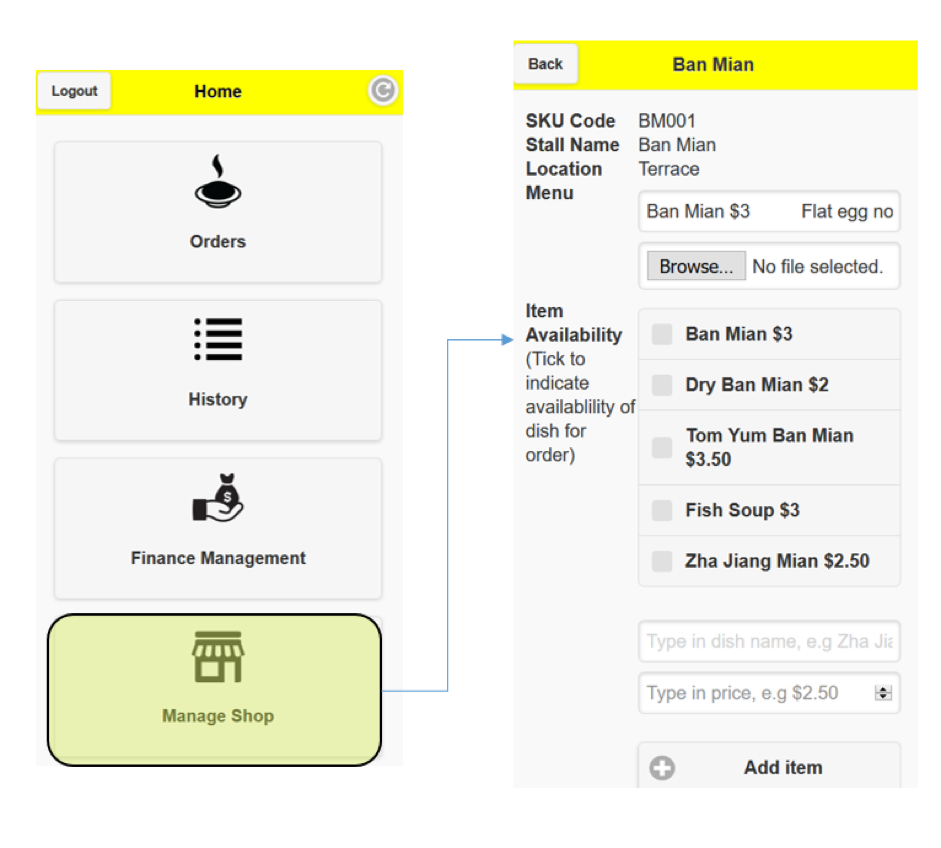 Logout
Home
Orders
History
$
Finance Management
Manage Shop
Back
Ban Mian
SKU Code BM001
Stall Name Ban Mian
Location Terrace
Menu
Ban Mian $3 Flat egg no
Browse... No file selected.
Item
Availability
(Tick to
indicate
availablility of
dish for
order)
Ban Mian $3
Dry Ban Mian $2
Tom Yum Ban Mian
$3.50
Fish Soup $3
Zha Jiang Mian $2.50
Type in dish name, e.g Zha Jia
Type in price, e.g $2.50
Add item